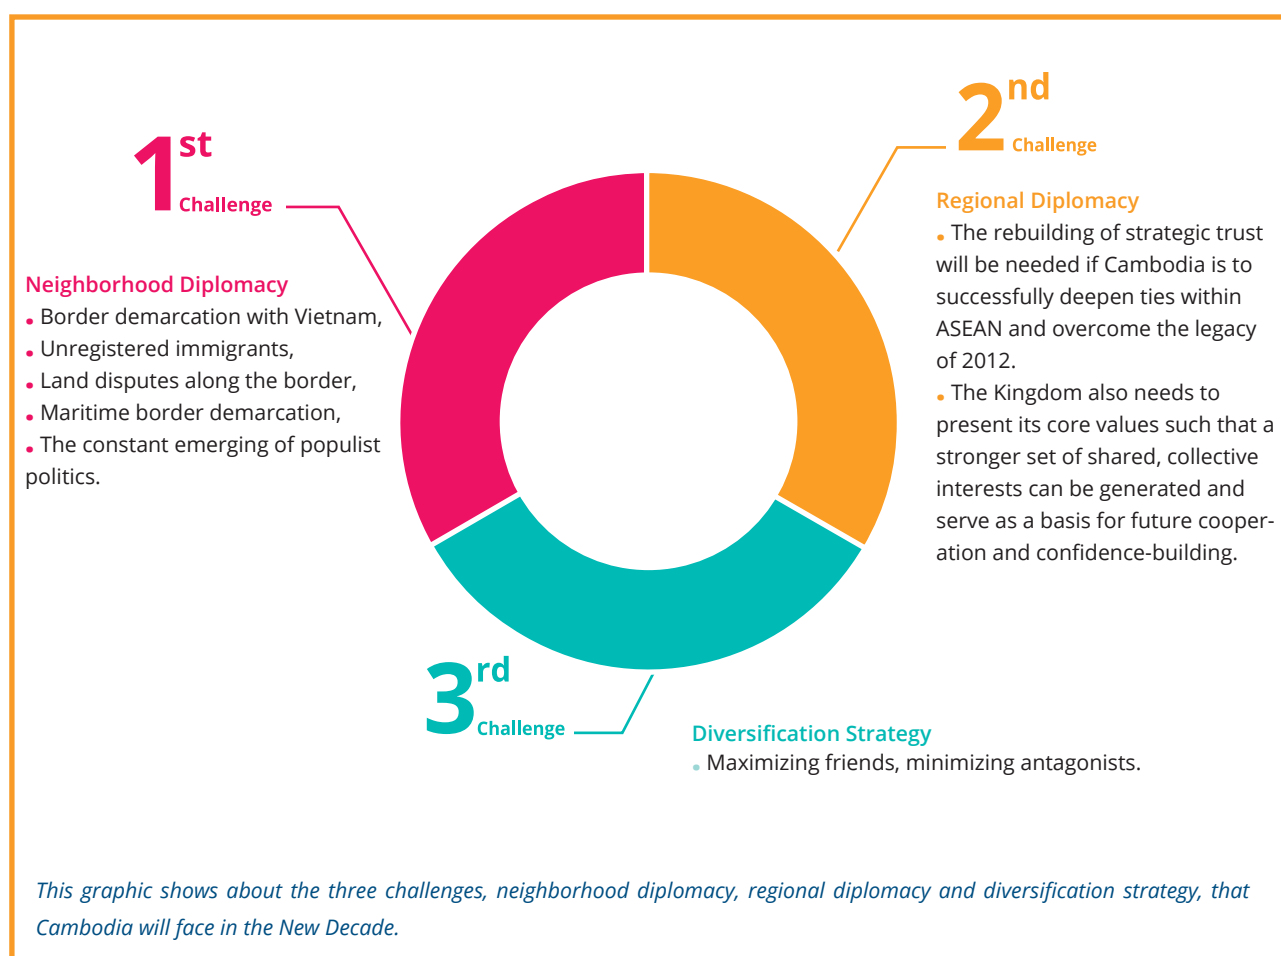 1st
Challenge
Neighborhood Diplomacy
• Border demarcation with Vietnam,
• Unregistered immigrants,
• Land disputes along the border,
• Maritime border demarcation,
• The constant emerging of populist
politics.
2nd
Challenge
Regional Diplomacy
• The rebuilding of strategic trust
will be needed if Cambodia is to
successfully deepen ties within
ASEAN and overcome the legacy
of 2012.
• The Kingdom also needs to
present its core values such that a
stronger set of shared, collective
interests can be generated and
serve as a basis for future cooper-
ation and confidence-building.
3rd
Challenge
Diversification Strategy
• Maximizing friends, minimizing antagonists.
This graphic shows about the three challenges, neighborhood diplomacy, regional diplomacy and diversification strategy, that
Cambodia will face in the New Decade.